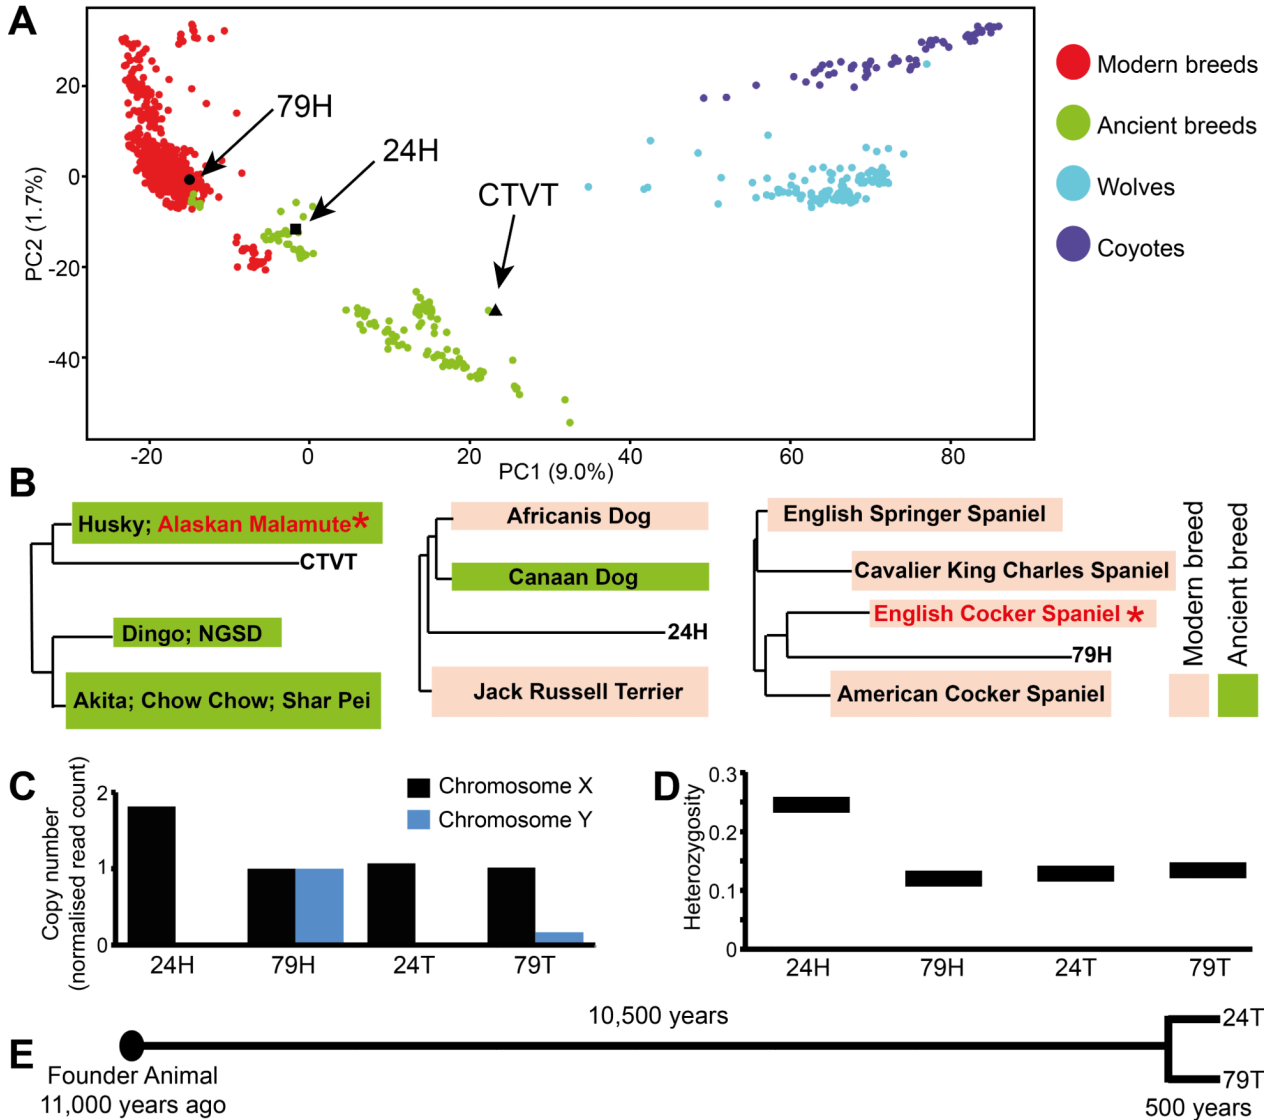 A
79H
24H
CTVT
20
0
-20
-40
PC2 (1.7%)
-20
0
20
40
60
80
PC1 (9.0%)
Modern breeds
Ancient breeds
Wolves
Coyotes
B
Husky; Alaskan Malamute*
CTVT
Dingo; NGSD
Akita; Chow Chow; Shar Pei
Africanis Dog
Canaan Dog
24H
Jack Russell Terrier
English Springer Spaniel
Cavalier King Charles Spaniel
English Cocker Spaniel *
79H
American Cocker Spaniel
Modern breed
Ancient breed
C
Copy number
(normalised read count)
2
1
0
Chromosome X
Chromosome Y
24H
79H
24T
79T
D
Heterozygosity
0.3
0.2
0.1
0
24H
79H
24T
79T
E
10,500 years
24T
79T
Founder Animal
11,000 years ago
500 years